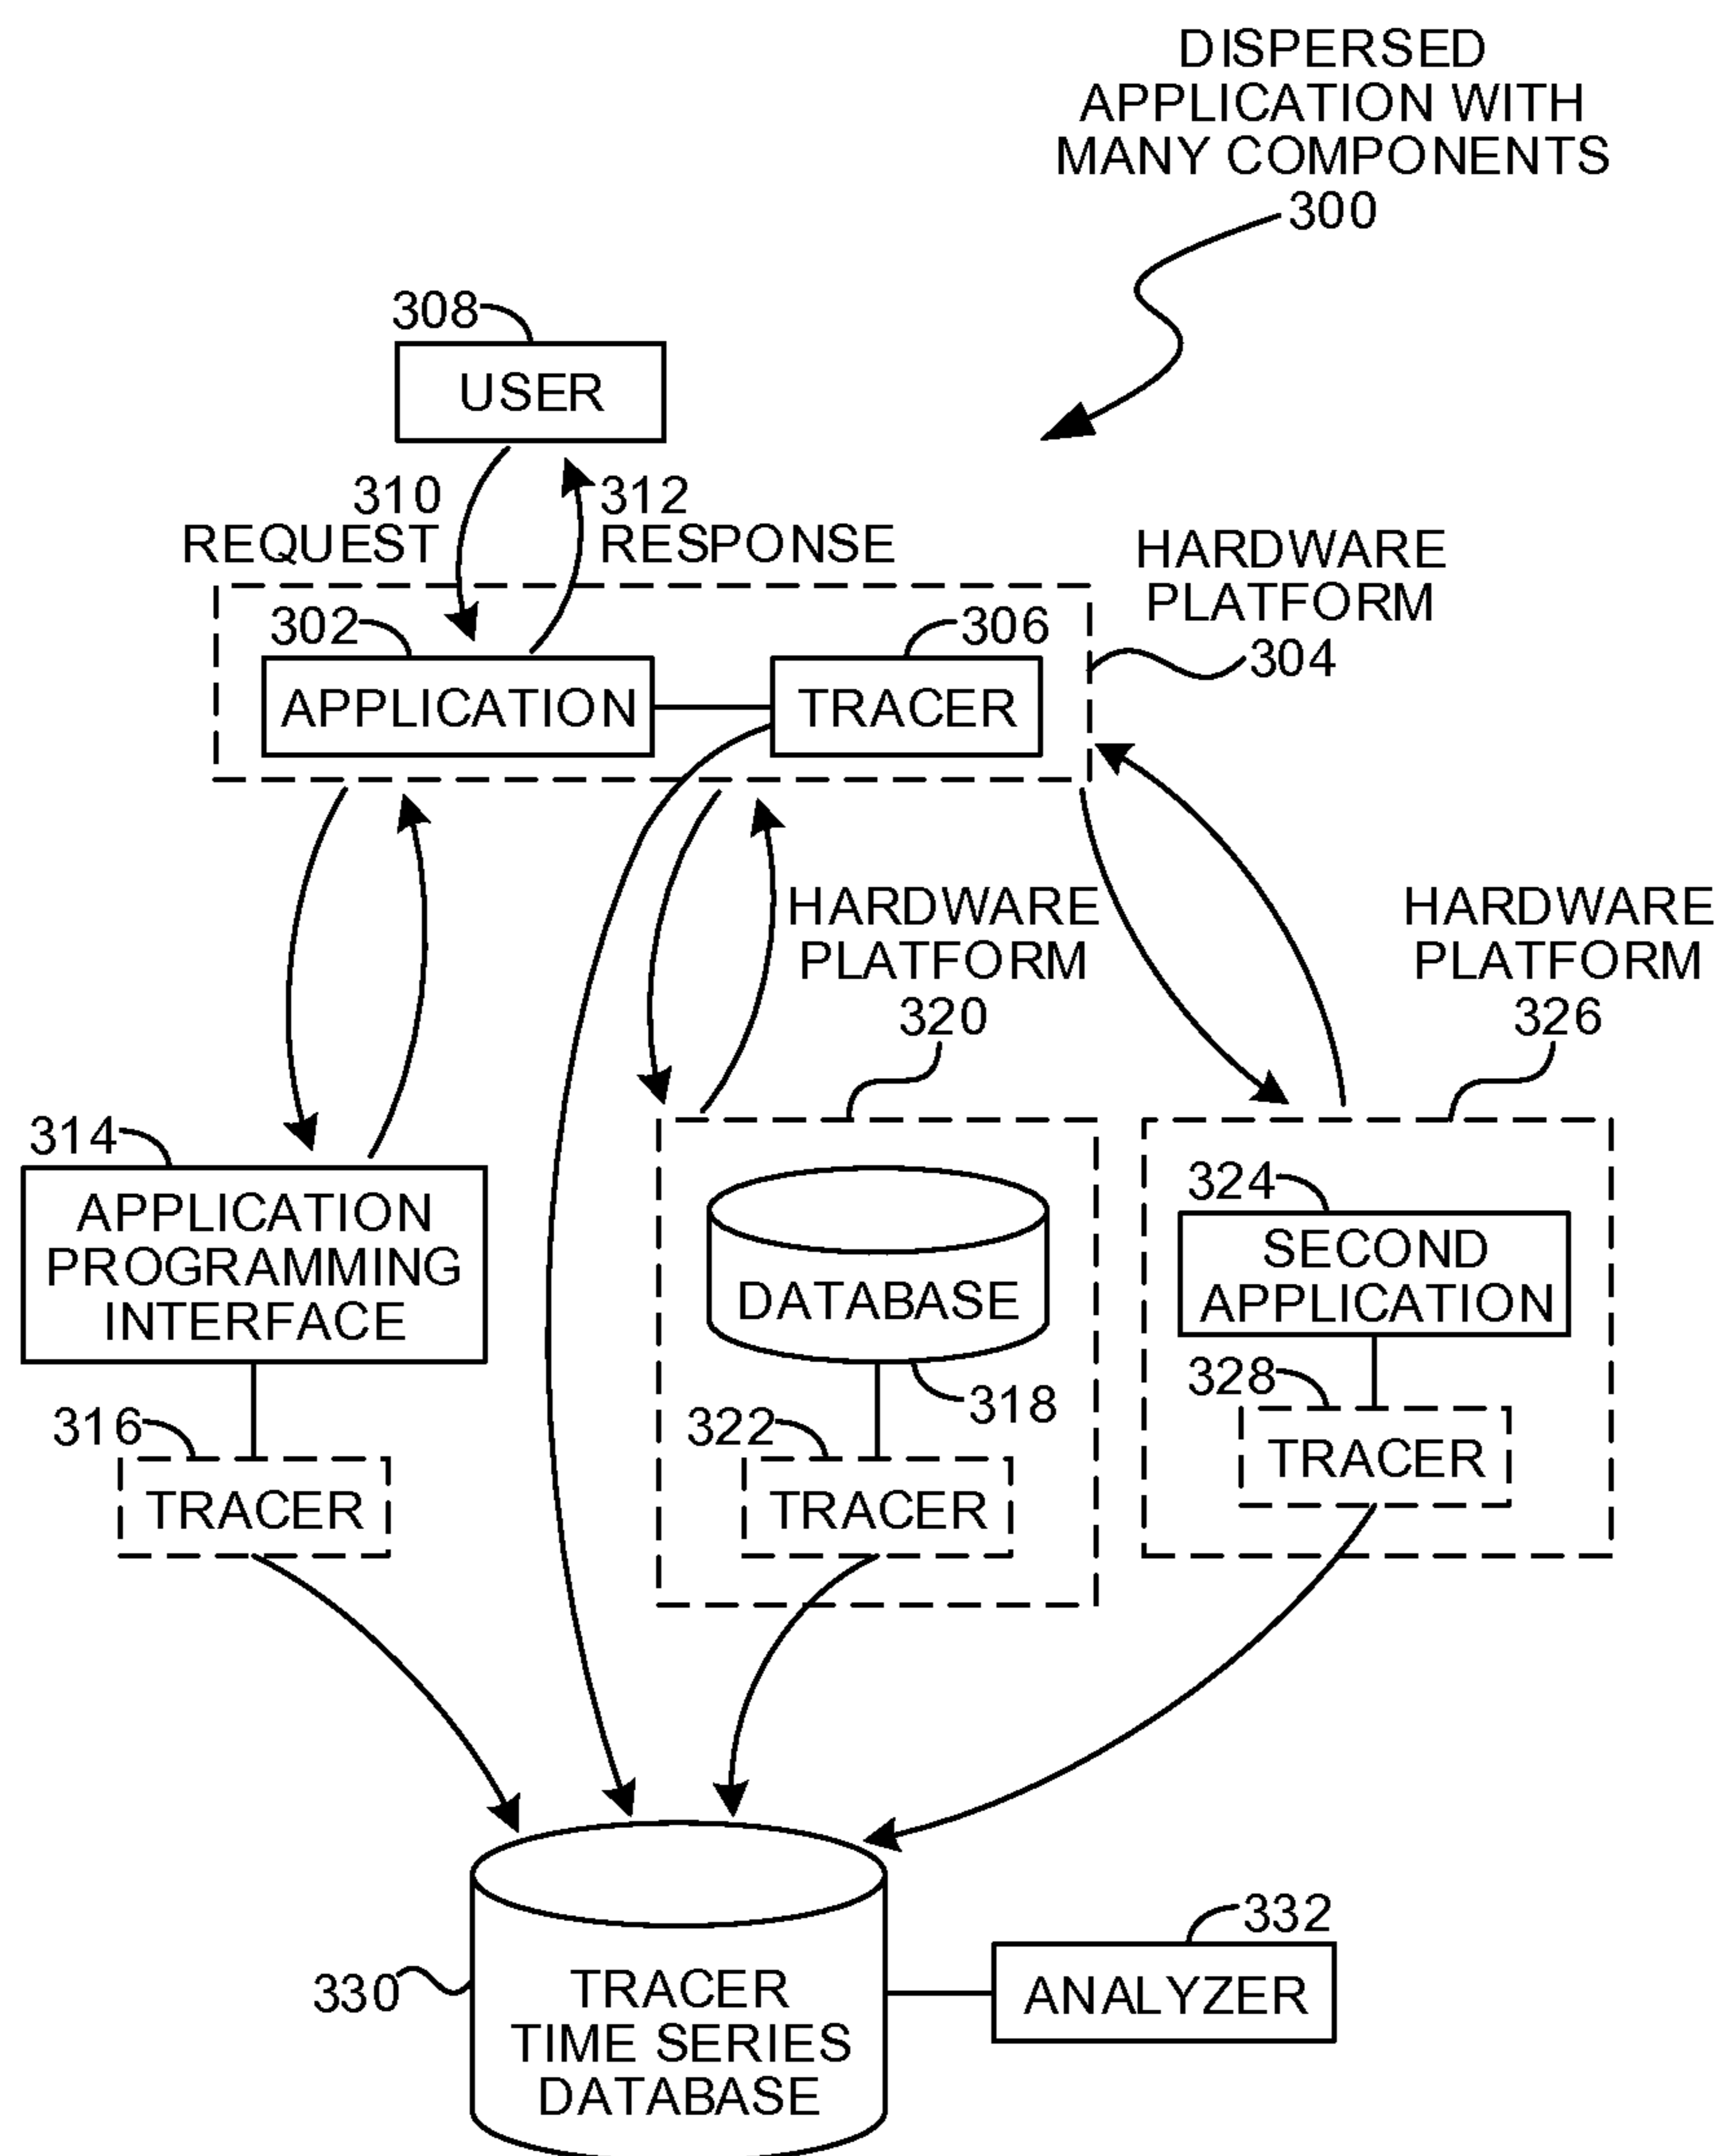 DISPERSED
APPLICATION WITH
MANY COMPONENTS
300
308
USER
310
REQUEST
312
RESPONSE
HARDWARE
PLATFORM
304
302
APPLICATION
306
TRACER
HARDWARE
PLATFORM
320
HARDWARE
PLATFORM
326
314
APPLICATION
PROGRAMMING
INTERFACE
316
TRACER
DATABASE
318
322
TRACER
324
SECOND
APPLICATION
328
TRACER
330
TRACER
TIME SERIES
DATABASE
332
ANALYZER